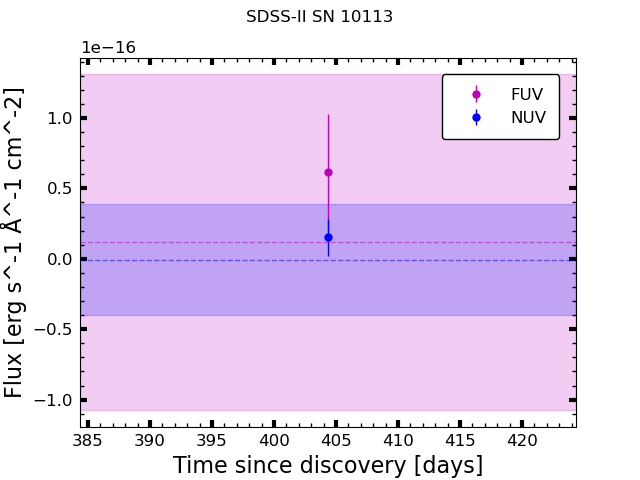 SDSS-II SN 10113
1e−16
FUV
NUV
1.0
0.5
0.0
−0.5
−1.0
Flux [erg s^-1 Å^-1 cm^-2]
385 390 395 400 405 410 415 420
Time since discovery [days]